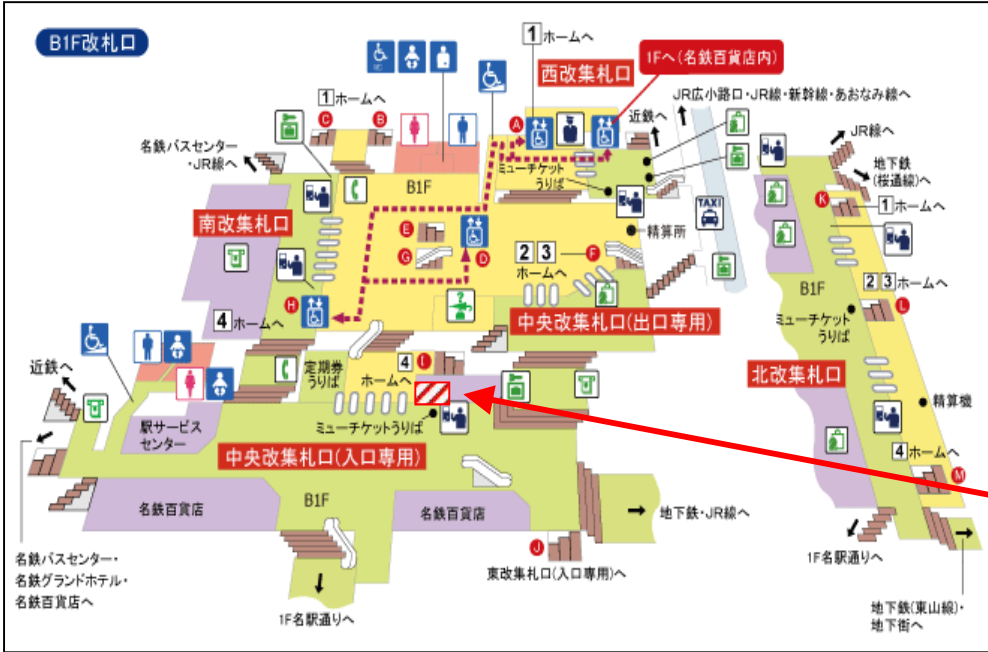 B1F改札口
1 ホームへ
1Fへ(名鉄百貨店内)
西改集札口
JR広小路口・JR線・新幹線・あおなみ線へ
近鉄へ
1 ホームへ
C
B
A
名鉄バスセンター
・JR線へ
B1F
ミューチケット
うりば
JR線へ
地下鉄
(桜通線)へ
K
1 ホームへ
南改集札口
E
G
D
TAXI
精算所
2 3
ホームへ
F
2 3
ホームへ
L
B1F
H
4 ホームへ
?
中央改集札口(出口専用)
ミューチケット
うりば
近鉄へ
定期券
うりば
4
I
ホームへ
北改集札口
駅サービス
センター
ミューチケットうりば
精算機
中央改集札口(入口専用)
4 ホームへ
M
B1F
名鉄百貨店
名鉄百貨店
地下鉄・JR線へ
J
東改集札口(入口専用)へ
1F名駅通りへ
名鉄バスセンター・
名鉄グランドホテル・
名鉄百貨店へ
1F名駅通りへ
地下鉄(東山線)・
地下街へ